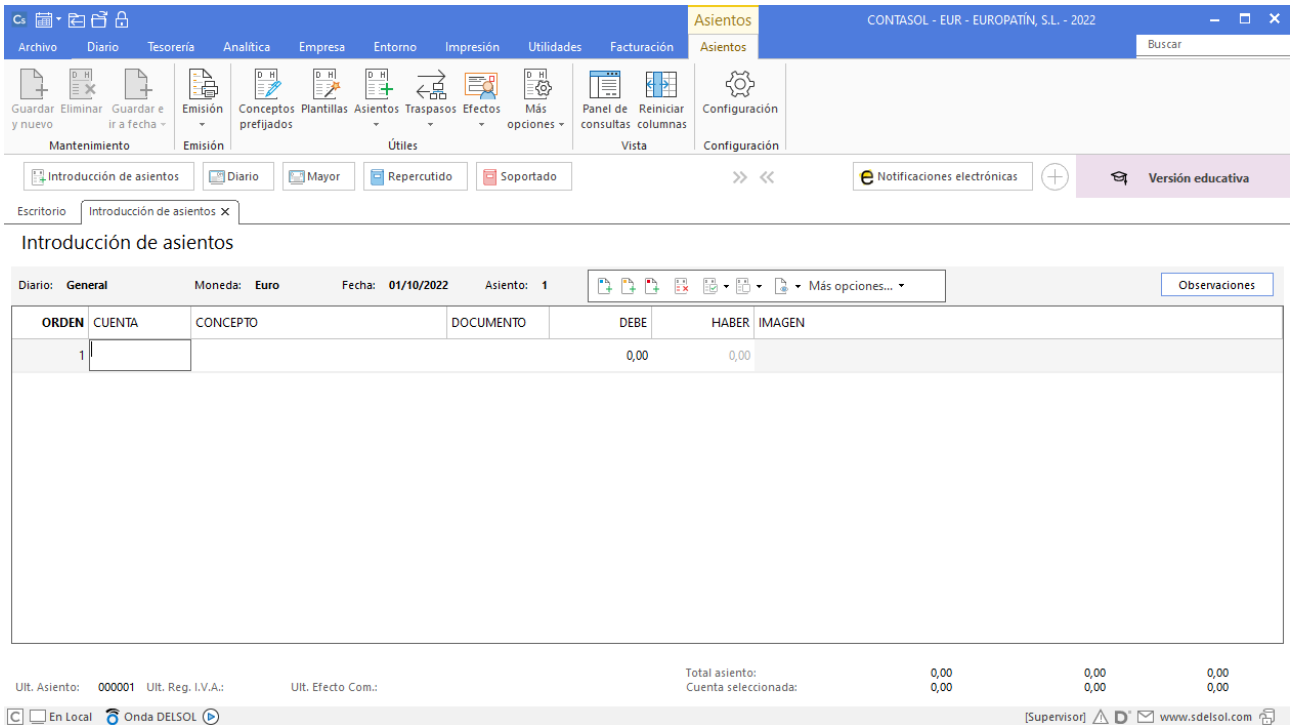 Cs Asientos CONTASOL - EUR - EUROPATÍN, S.L. - 2022
Archivo Diario Tesorería Analítica Empresa Entorno Impresión Utilidades Facturación Asientos Buscar
D H D H D H D H D H
Guardar Eliminar Guardar e Emisión Conceptos Plantillas Asientos Traspasos Efectos Más Panel de Reiniciar Configuración
y nuevo ir a fecha prefijados opciones consultas columnas
Mantenimiento Emisión Útiles Vista Configuración
Introducción de asientos Diario Mayor Repercutido Soportado e Notificaciones electrónicas Versión educativa
Escritorio Introducción de asientos X
Introducción de asientos
Diario: General Moneda: Euro Fecha: 01/10/2022 Asiento: 1 Más opciones... Observaciones
ORDEN CUENTA CONCEPTO DOCUMENTO DEBE HABER IMAGEN
1 0,00 0,00
Total asiento: 0,00 0,00 0,00
Ult. Asiento: 000001 Ult. Reg. I.V.A.: Ult. Efecto Com.: Cuenta seleccionada: 0,00 0,00 0,00
C En Local Onda DELSOL [Supervisor] D www.sdelsol.com